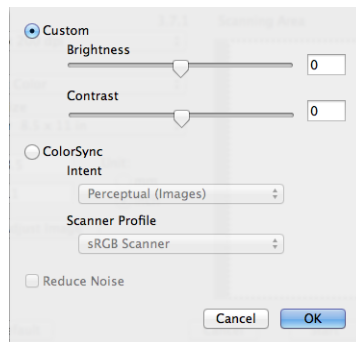 Custom
Brightness
0
Contrast
0
ColorSync
Intent
Perceptual (Images)
Scanner Profile
sRGB Scanner
Reduce Noise
Cancel OK